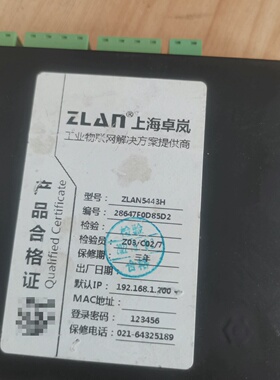 ZLAN®上海卓岚
工业物联网解决方案提供商
产品合格证
Qualified Certificate
型号: ZLAN5443H
编号: 28647E0D85D2
检验:
检验员 Z03/C02/7
保修期: 三年
出厂日期:
默认IP: 192.168.1.200
MAC地址:
登录密码: 123456
保修电话: 021-64325189